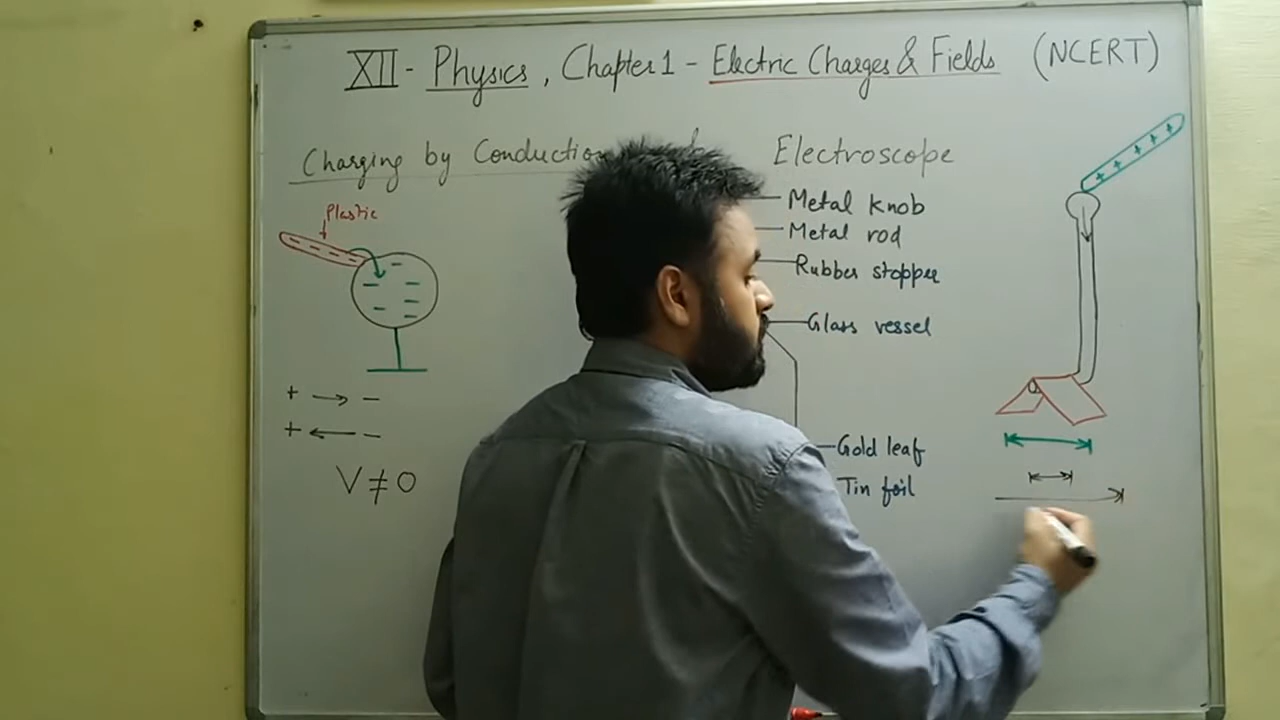 XII - Physics, Chapter 1 - Electric Charges & Fields (NCERT)
Charging by Conduction
Plastic
+ → −
+ ← −
V ≠ 0
Electroscope
Metal knob
Metal rod
Rubber stopper
Glass vessel
Gold leaf
Tin foil
+ + + + +